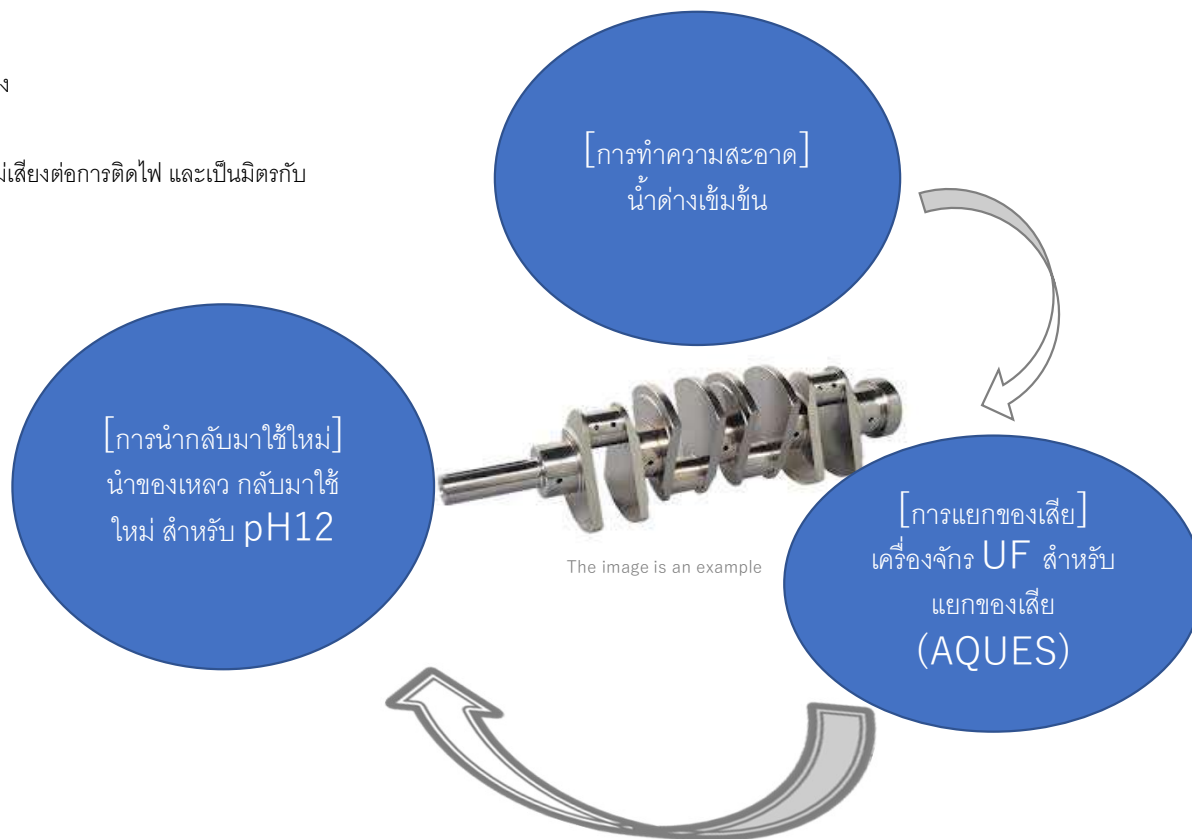 ง
ม่เสี่ยงต่อการติดไฟ และเป็นมิตรกับ
[การทำความสะอาด]
น้ำด่างเข้มข้น
[การนำกลับมาใช้ใหม่]
นำของเหลว กลับมาใช้
ใหม่ สำหรับ pH12
The image is an example
[การแยกของเสีย]
เครื่องจักร UF สำหรับ
แยกของเสีย
(AQUES)